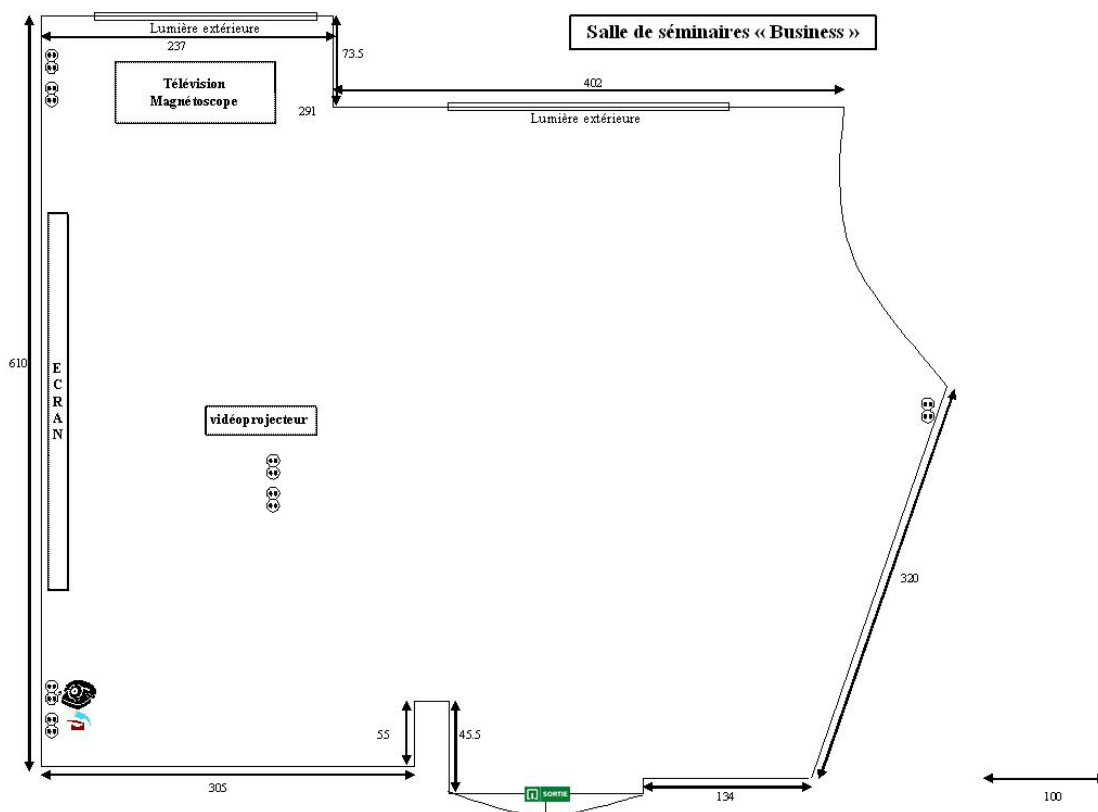 Lumière extérieure
237
Salle de séminaires « Business »
73.5
Télévision
Magnétoscope
402
291
Lumière extérieure
610
E
C
R
A
N
vidéoprojecteur
320
55
45.5
305
SORTIE
134
100